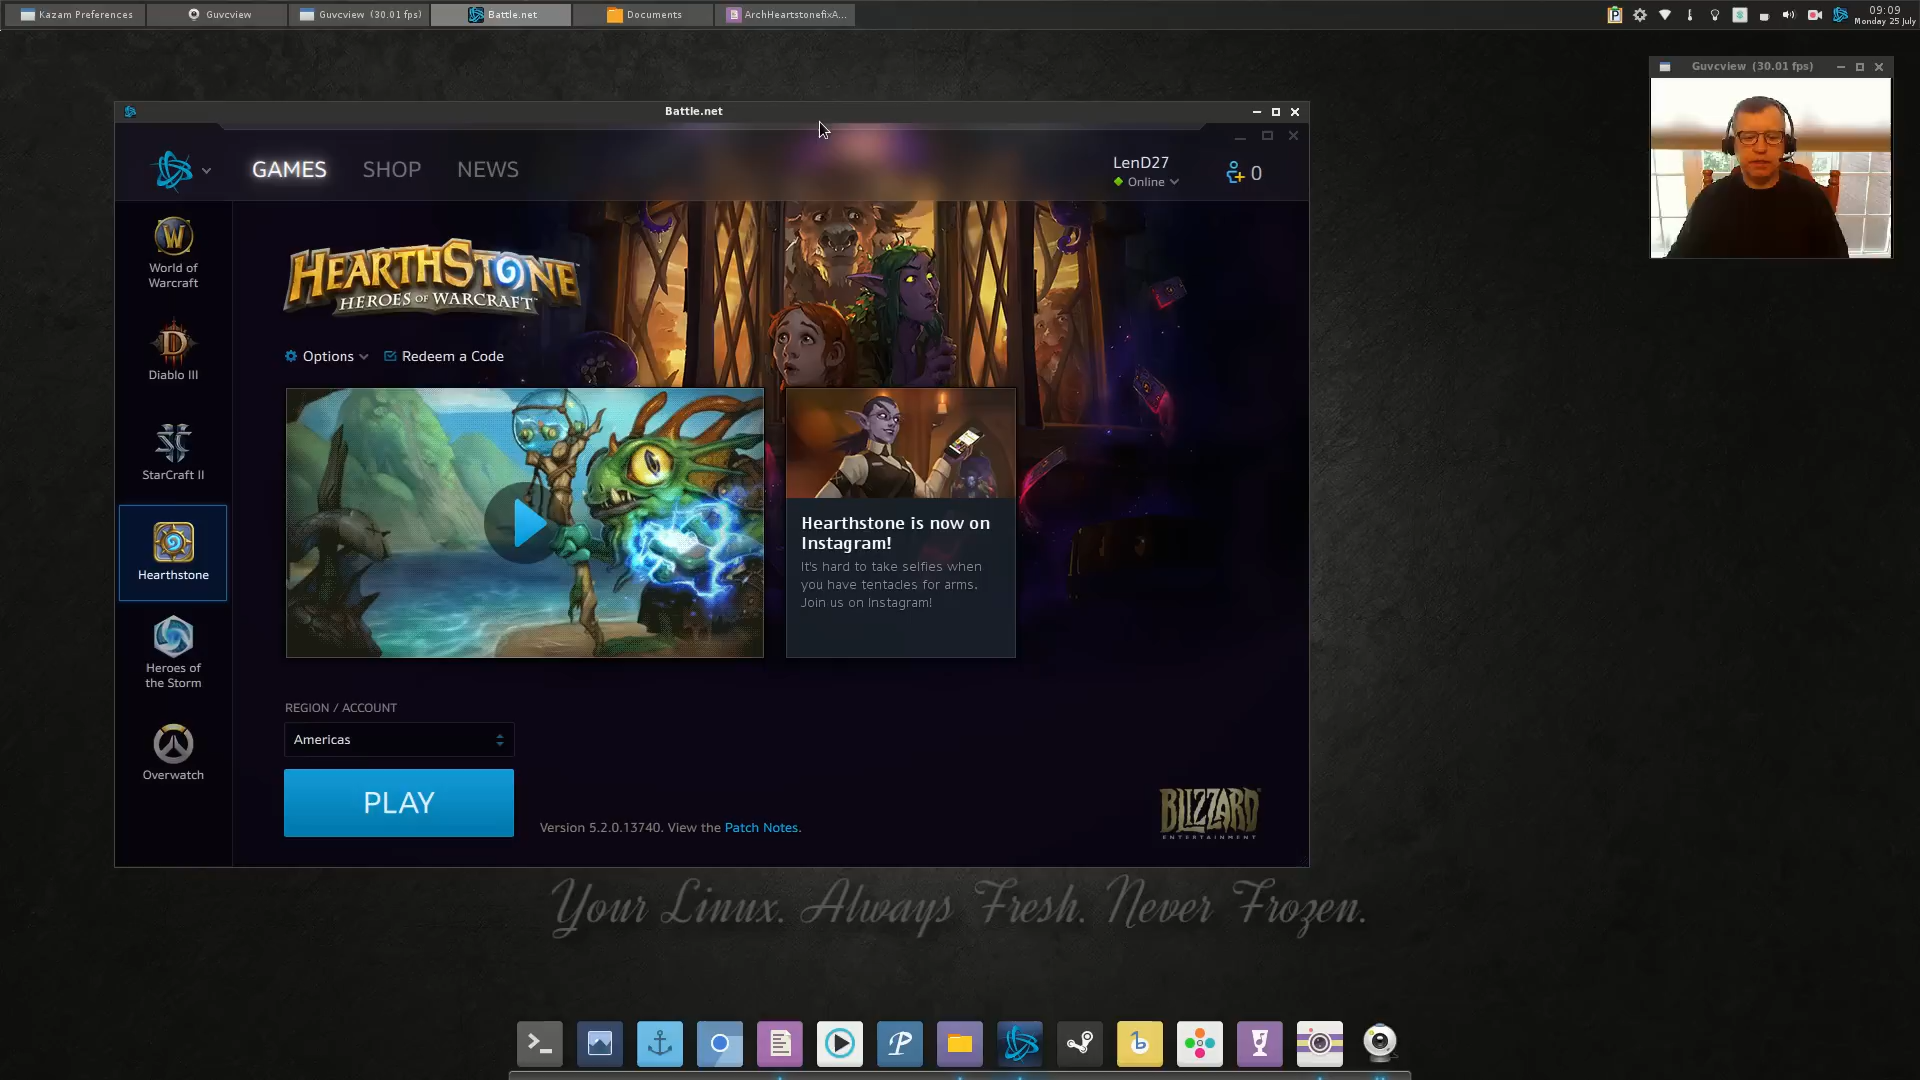 Kazam Preferences
Guvcview
Guvcview (30.01 fps)
Battle.net
Documents
ArchHeartstonefixA...
09:09
Monday 25 July
Guvcview (30.01 fps)
Battle.net
GAMES
SHOP
NEWS
LenD27
Online
0
World of
Warcraft
Diablo III
StarCraft II
Hearthstone
Heroes of
the Storm
Overwatch
HEARTHSTONE
HEROES OF WARCRAFT™
Options
Redeem a Code
Hearthstone is now on
Instagram!
It's hard to take selfies when
you have tentacles for arms.
Join us on Instagram!
REGION / ACCOUNT
Americas
PLAY
Version 5.2.0.13740. View the Patch Notes.
BLIZZARD
ENTERTAINMENT
Your Linux. Always Fresh. Never Frozen.